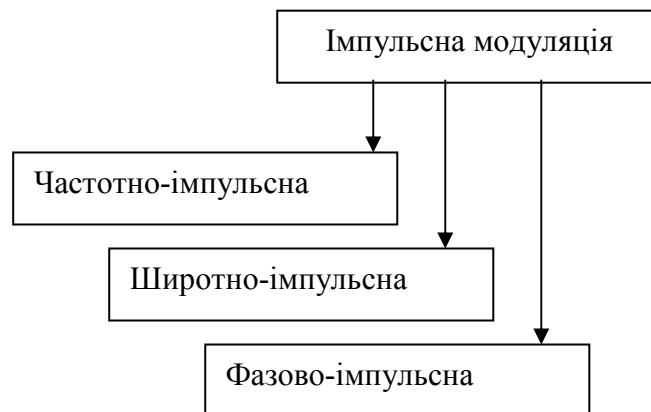 Імпульсна модуляція
Частотно-імпульсна
Широтно-імпульсна
Фазово-імпульсна